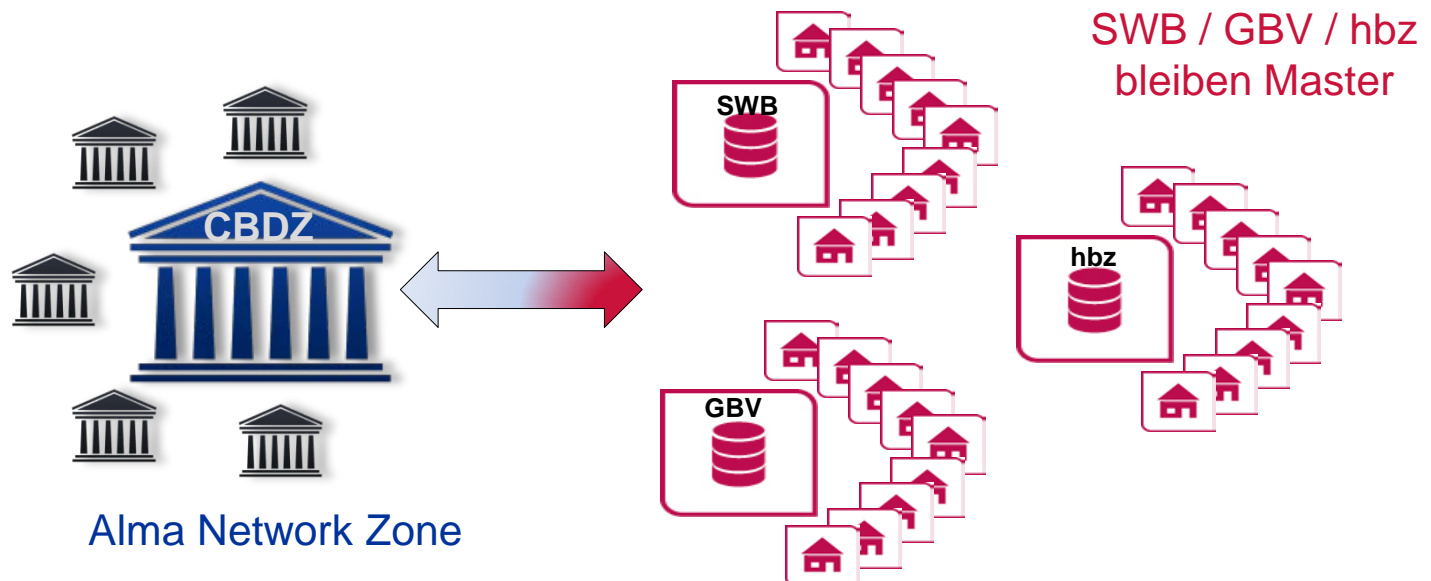 SWB / GBV / hbz
bleiben Master
SWB
CBDZ
hbz
GBV
Alma Network Zone